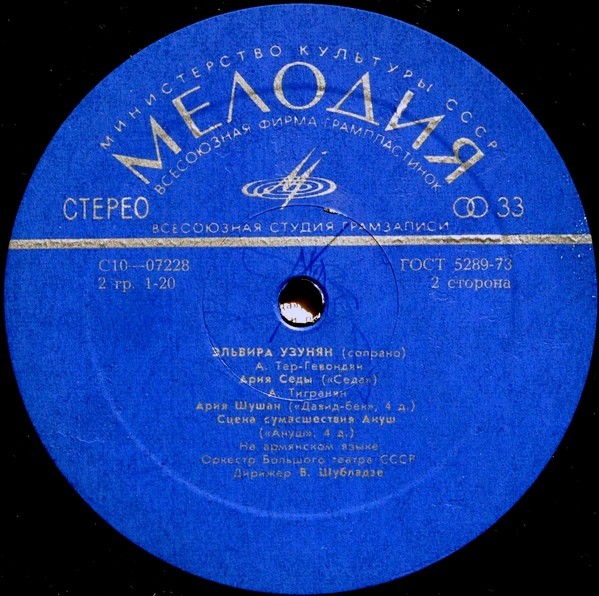 МИНИСТЕРСТВО КУЛЬТУРЫ СССР
МЕЛОДИЯ
ВСЕСОЮЗНАЯ ФИРМА ГРАМПЛАСТИНОК
СТЕРЕО
33
ВСЕСОЮЗНАЯ СТУДИЯ ГРАМЗАПИСИ
С10—07228
ГОСТ 5289-73
2 гр. 1-20
2 сторона
ЭЛЬВИРА УЗУНЯН (сопрано)
А. Тер-Гевондян
Ария Седы («Седа»)
А. Тигранян
Ария Шушан («Давид-бек», 4 д.)
Сцена сумасшествия Ануш
(«Ануш», 4 д.)
На армянском языке
Оркестр Большого театра СССР
Дирижер В. Шубладзе